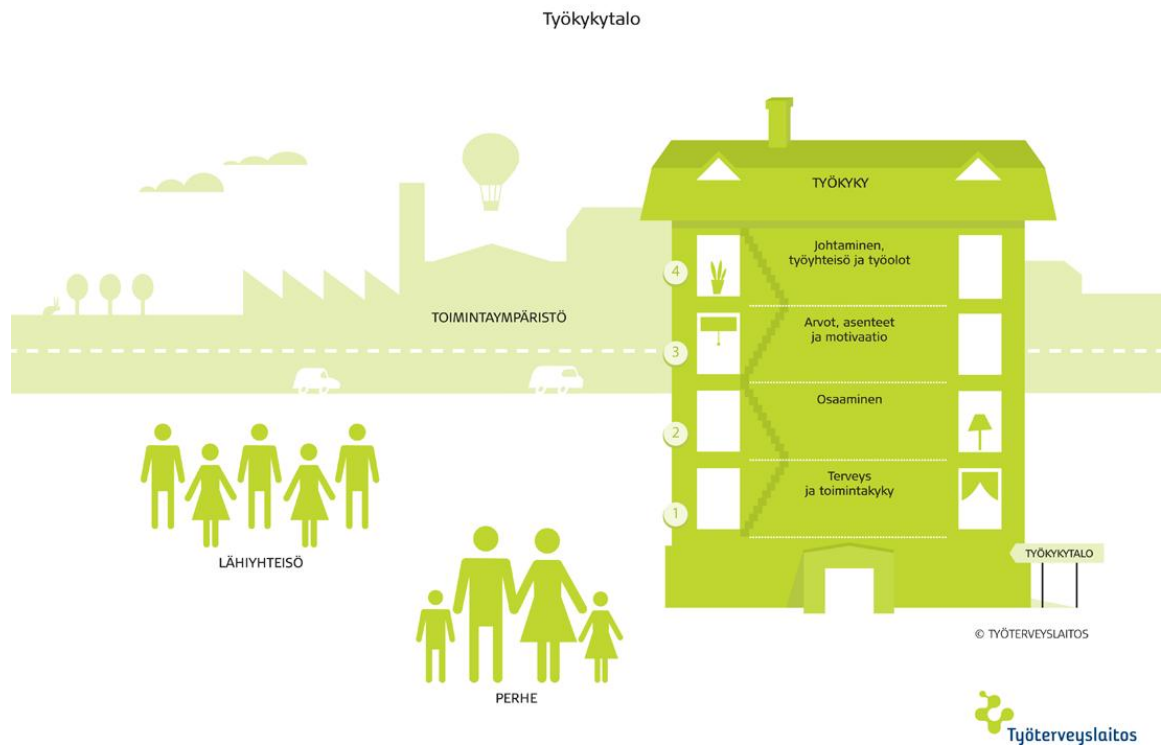 Työkykytalo
TYÖKYKY
4
Johtaminen,
työyhteisö ja työolot
TOIMINTAYMPÄRISTÖ
3
Arvot, asenteet
ja motivaatio
2
Osaaminen
1
Terveys
ja toimintakyky
LÄHIYHTEISÖ
TYÖKYKYTALO
PERHE
© TYÖTERVEYSLAITOS
Työterveyslaitos